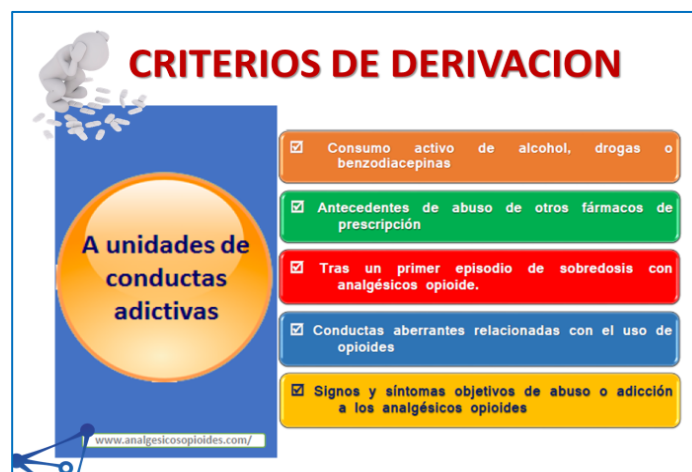 CRITERIOS DE DERIVACION
A unidades de
conductas
adictivas
☑ Consumo activo de alcohol, drogas o
benzodiacepinas
☑ Antecedentes de abuso de otros fármacos de
prescripción
☑ Tras un primer episodio de sobredosis con
analgésicos opioide.
☑ Conductas aberrantes relacionadas con el uso de
opioides
☑ Signos y síntomas objetivos de abuso o adicción
a los analgésicos opioides
www.analgesicosopioides.com/